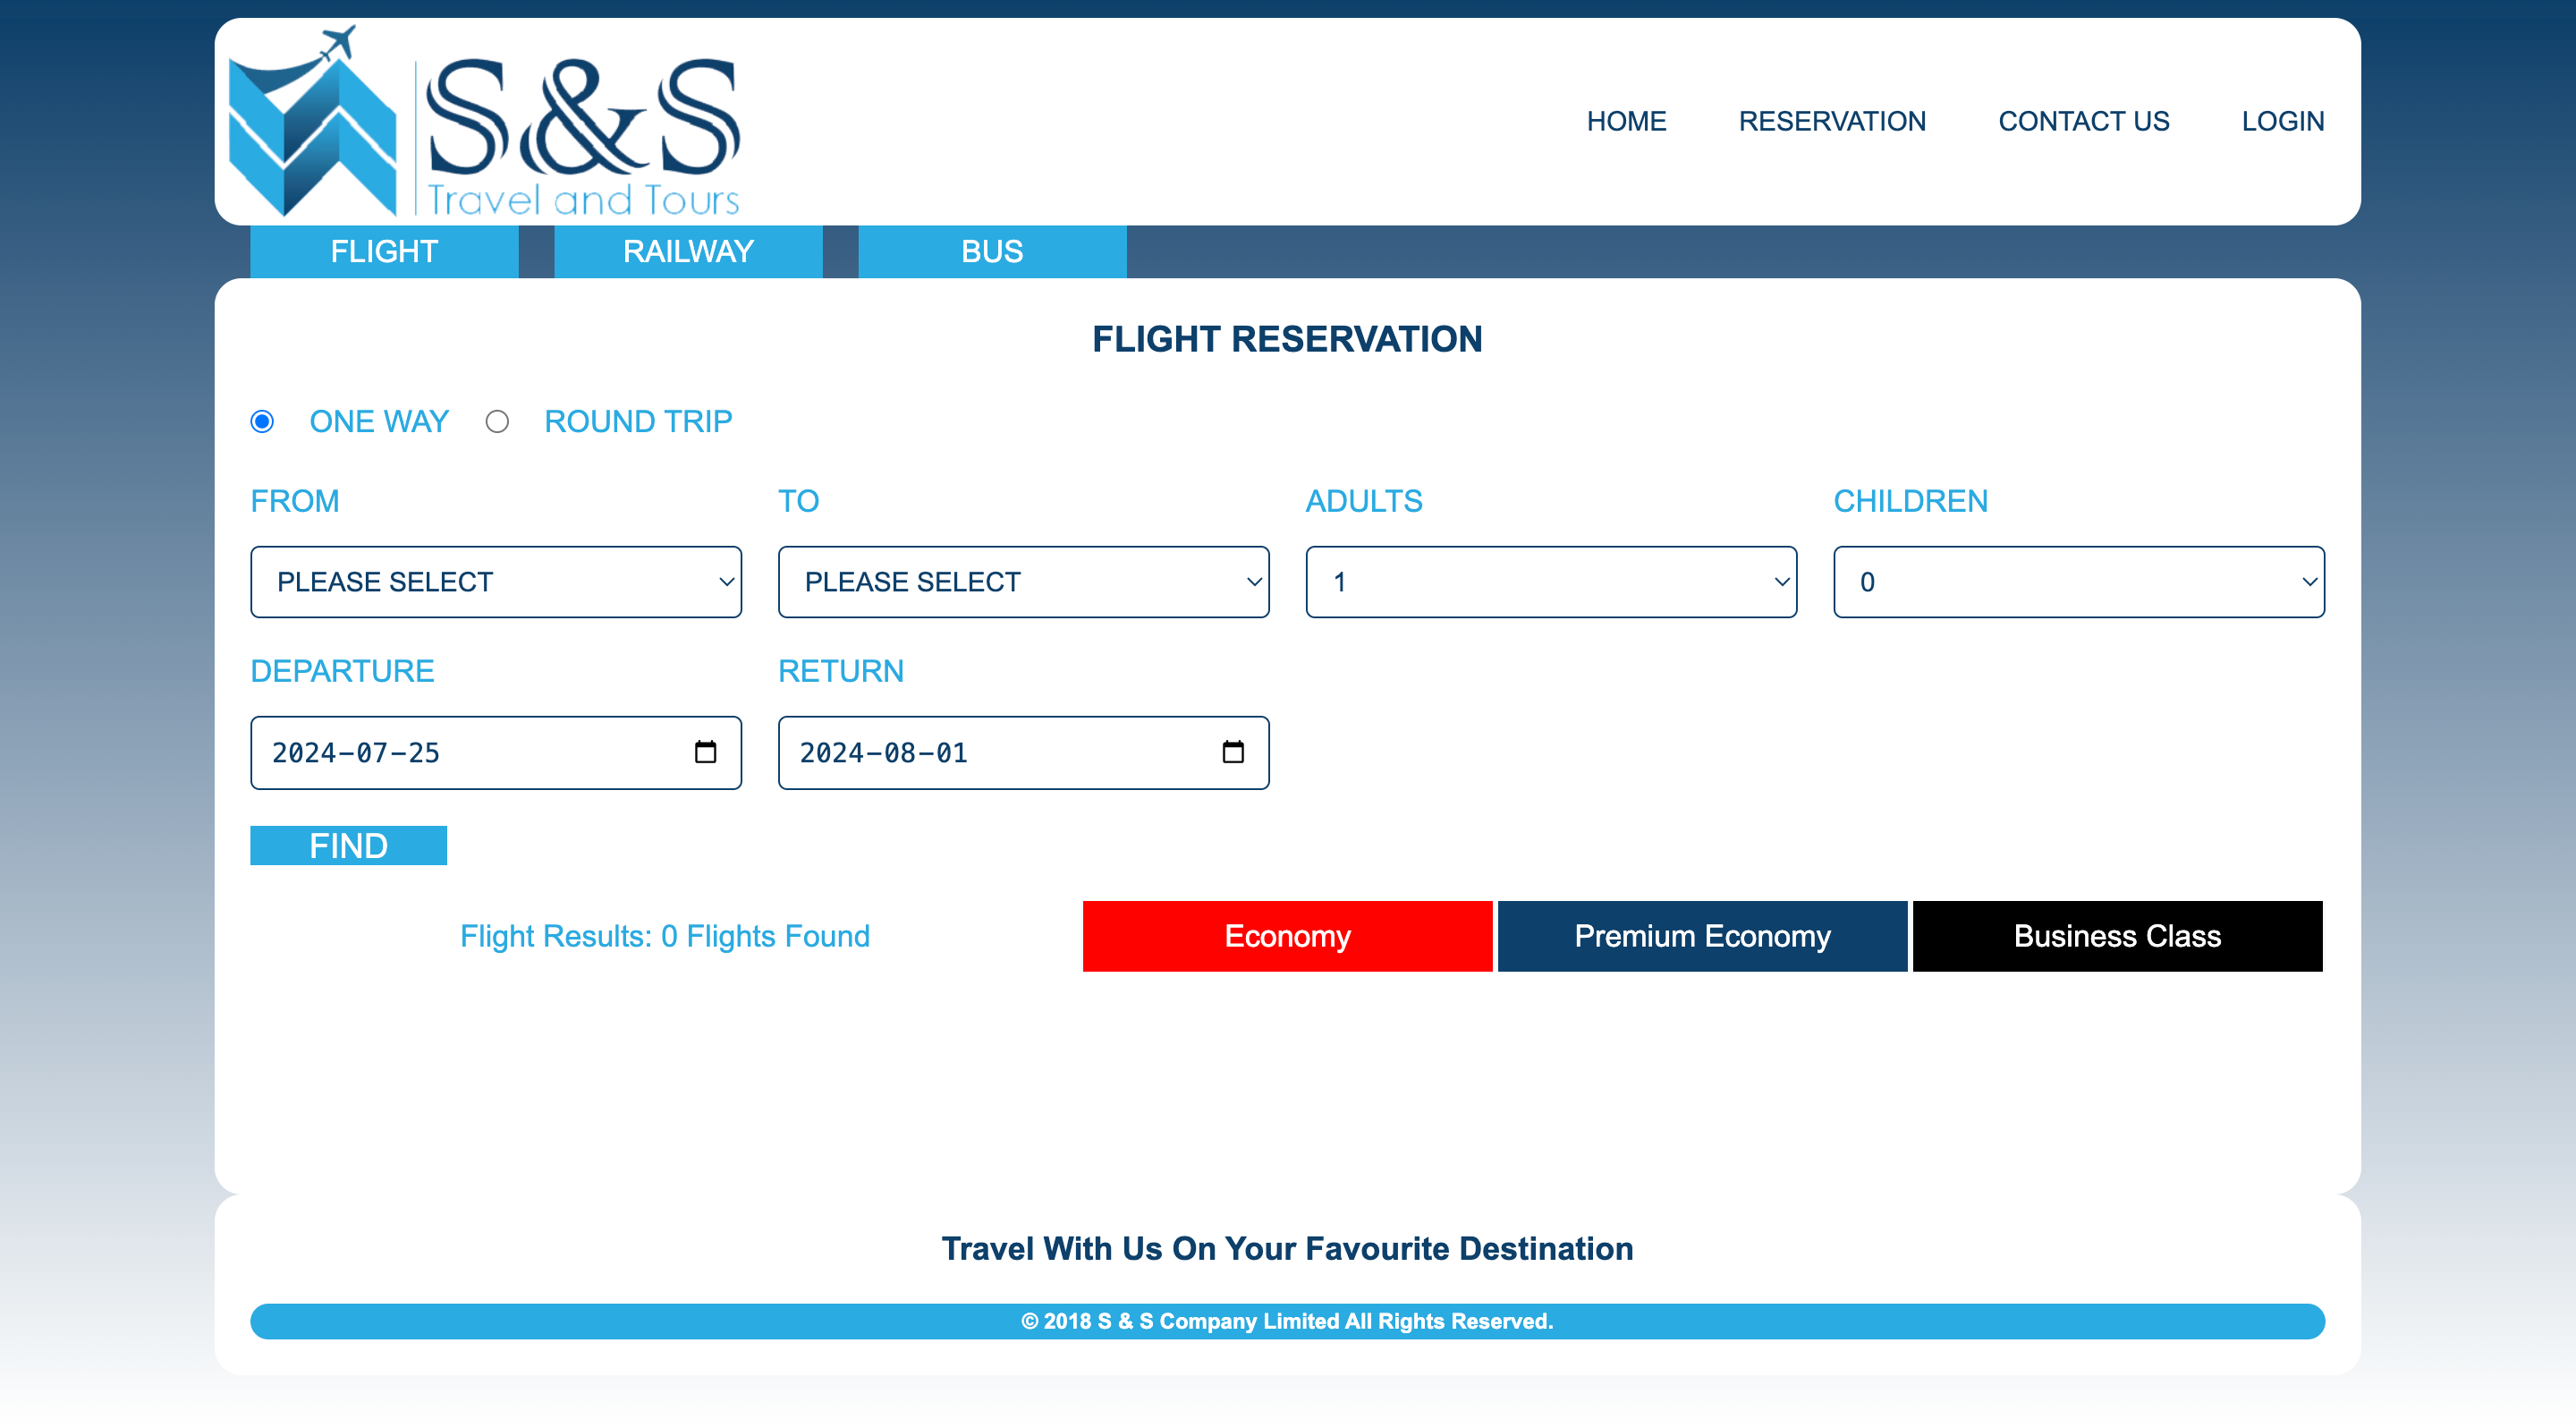 S&S
Travel and Tours
HOME RESERVATION CONTACT US LOGIN
FLIGHT RAILWAY BUS
FLIGHT RESERVATION
ONE WAY ROUND TRIP
FROM TO ADULTS CHILDREN
PLEASE SELECT PLEASE SELECT 1 0
DEPARTURE RETURN
2024-07-25 2024-08-01
FIND
Flight Results: 0 Flights Found Economy Premium Economy Business Class
Travel With Us On Your Favourite Destination
© 2018 S & S Company Limited All Rights Reserved.